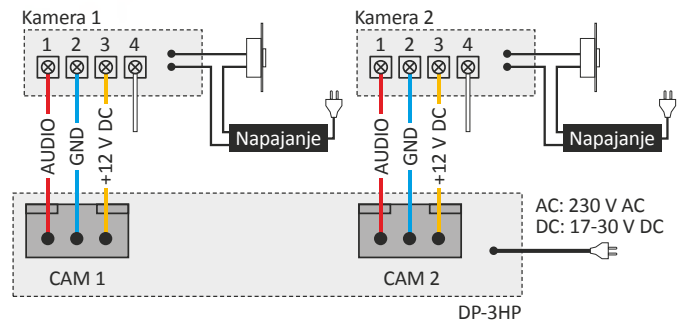 Kamera 1
1 2 3 4
AUDIO
GND
+12 V DC
Napajanje
Kamera 2
1 2 3 4
AUDIO
GND
+12 V DC
Napajanje
CAM 1
CAM 2
AC: 230 V AC
DC: 17-30 V DC
DP-3HP